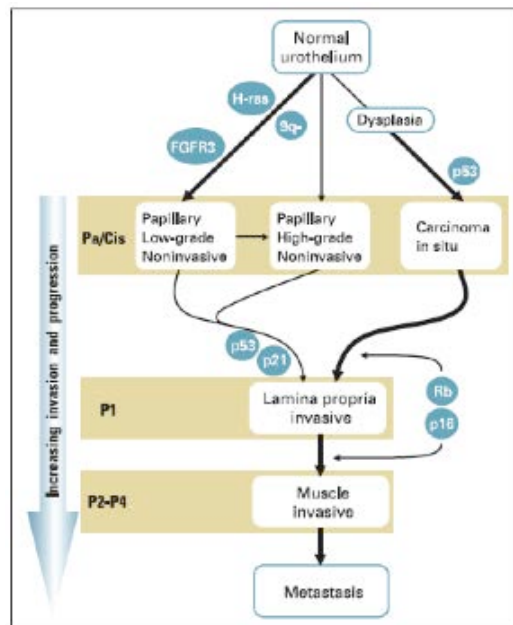 Normal
urothelium
H-ras
9q-
Dysplasia
FGFR3
p53
Pa/Cis
Papillary
Low-grade
Noninvasive
Papillary
High-grade
Noninvasive
Carcinoma
in situ
p53
p21
P1
Lamina propria
invasive
Rb
p16
P2-P4
Muscle
invasive
Metastasis
Increasing invasion and progression